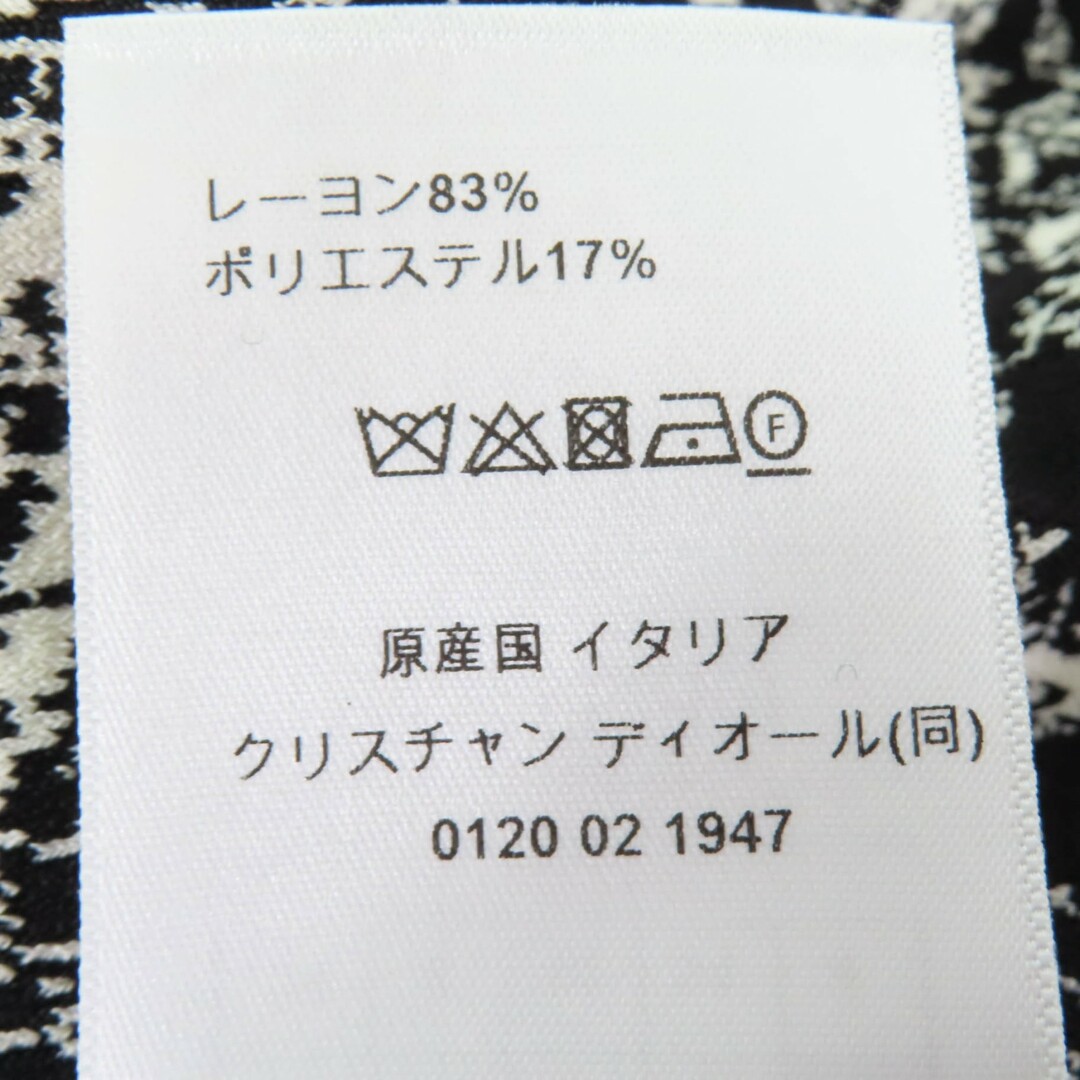 レーヨン83%
ポリエステル17%
F
原産国 イタリア
クリスチャン ディオール(同)
0120 02 1947